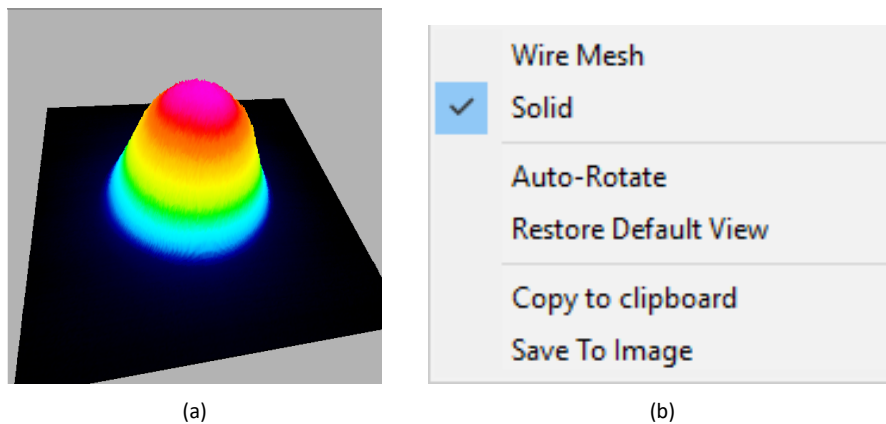 Wire Mesh
Solid
Auto-Rotate
Restore Default View
Copy to clipboard
Save To Image
(a)
(b)